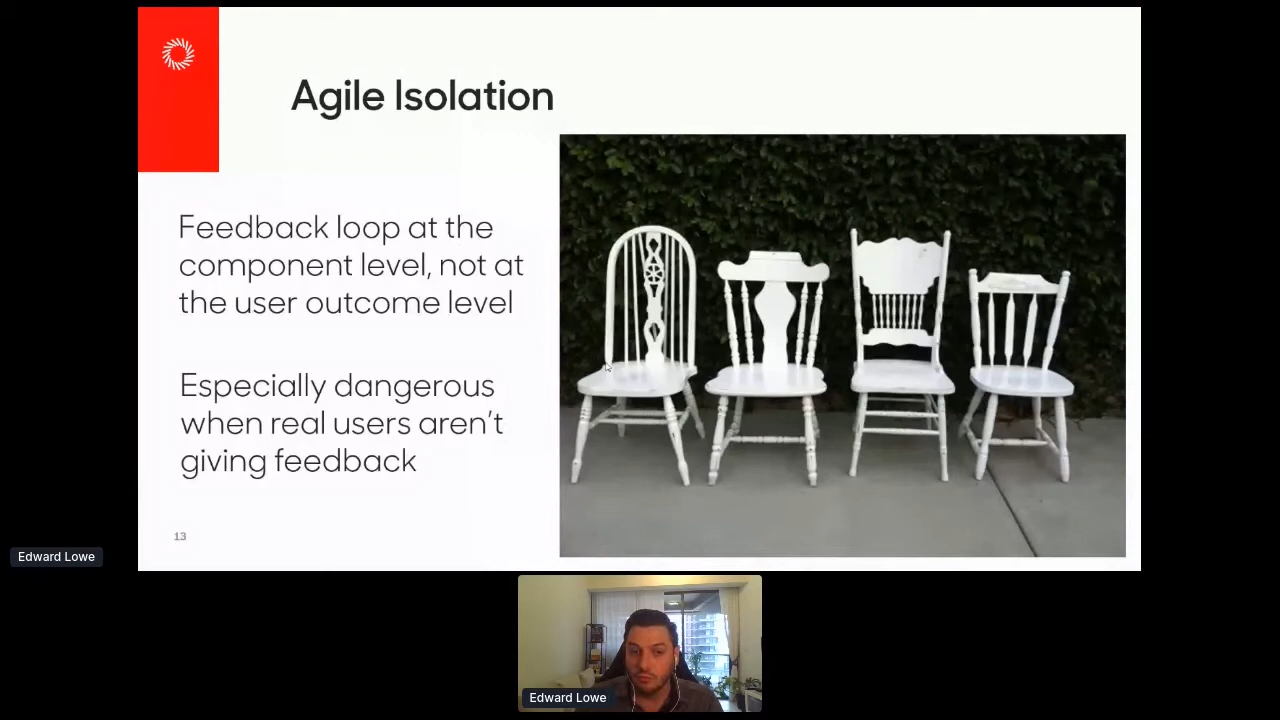 Agile Isolation
Feedback loop at the
component level, not at
the user outcome level
Especially dangerous
when real users aren't
giving feedback
13
Edward Lowe
Edward Lowe